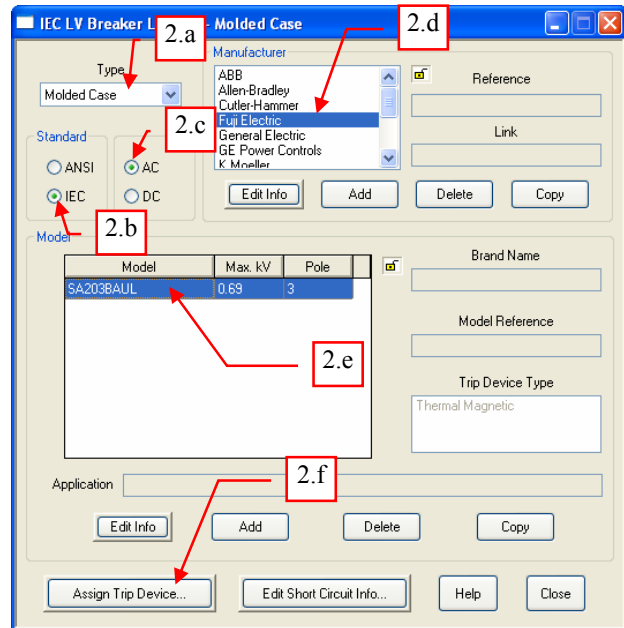 IEC LV Breaker L - Molded Case
2.a
2.d
Type
Molded Case
Manufacturer
ABB
Allen-Bradley
Cutler-Hammer
Fuji Electric
General Electric
GE Power Controls
K Moeller
Reference
Link
Standard
2.c
ANSI
AC
IEC
DC
2.b
Edit Info
Add
Delete
Copy
Model
Model Max. kV Pole
SA203BAUL 0.69 3
2.e
Brand Name
Model Reference
Trip Device Type
Thermal Magnetic
2.f
Application
Edit Info
Add
Delete
Copy
Assign Trip Device...
Edit Short Circuit Info...
Help
Close